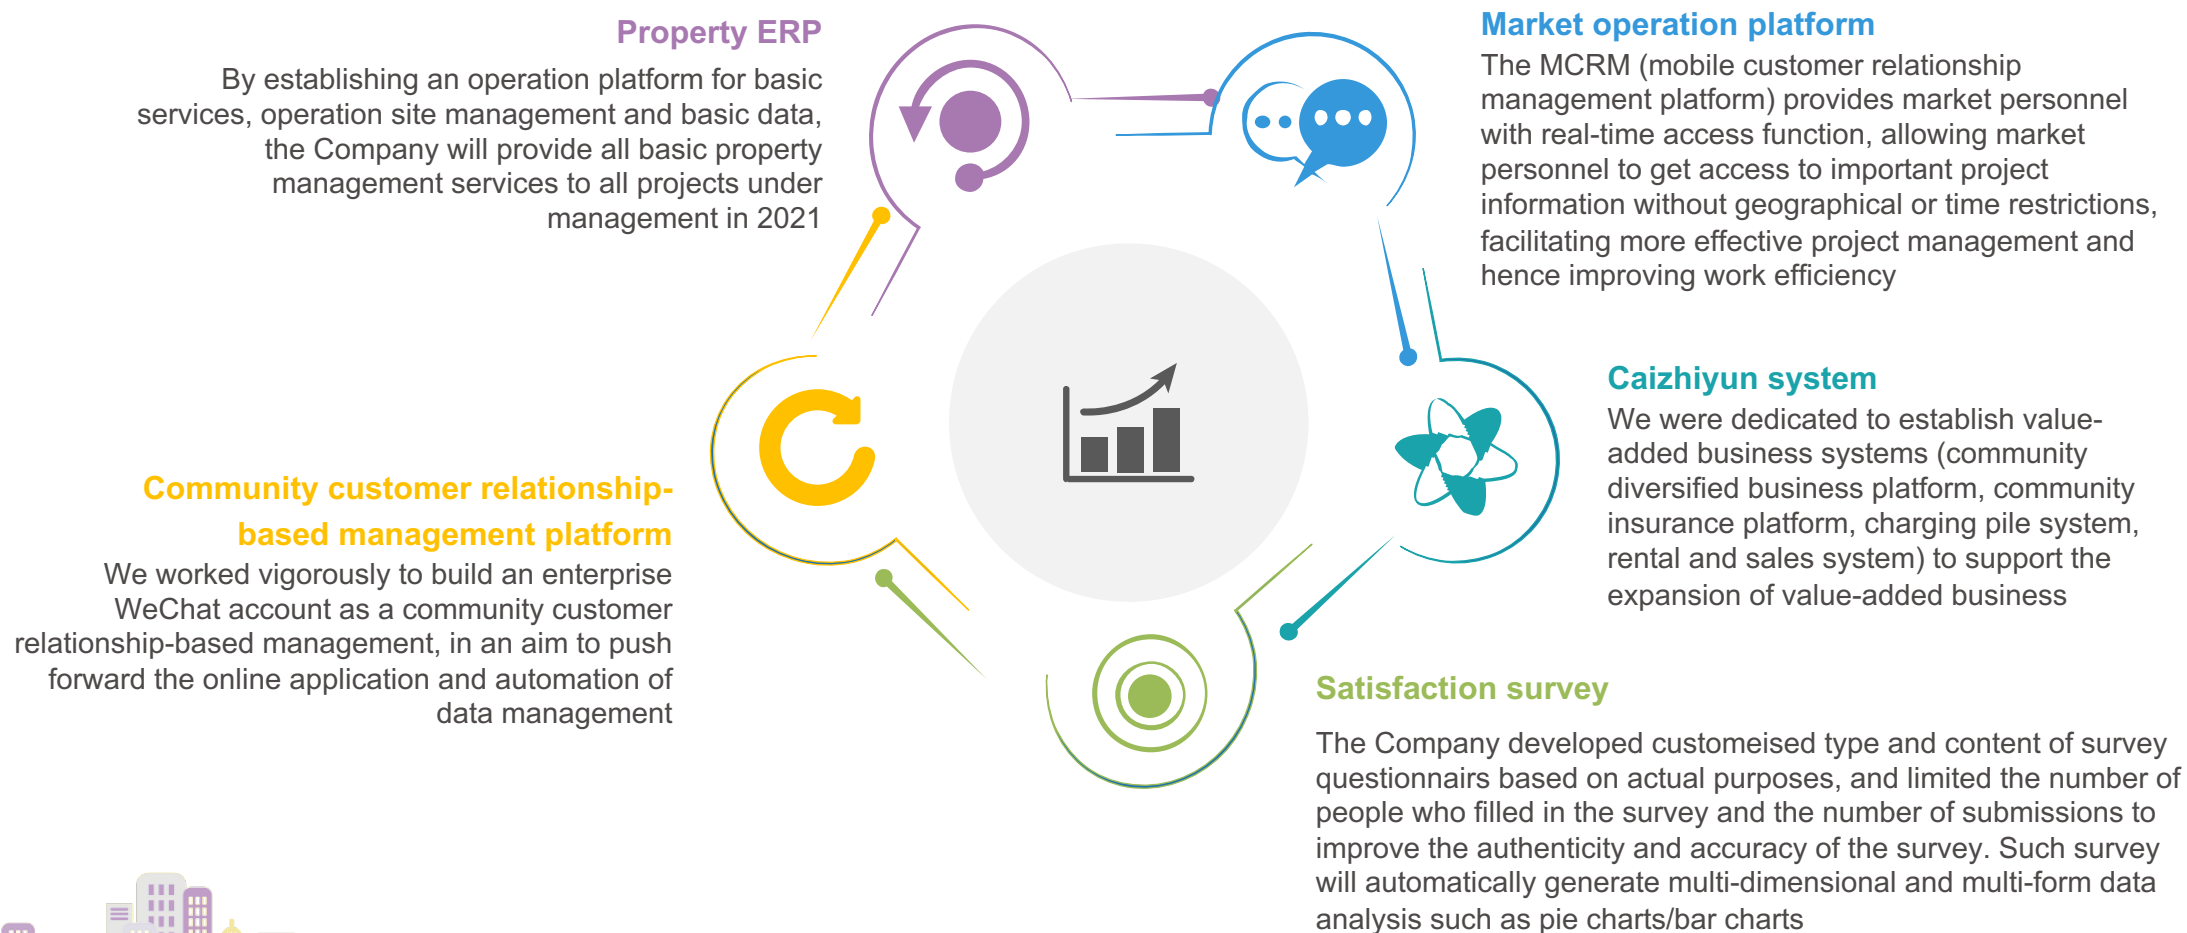 Property ERP
By establishing an operation platform for basic
services, operation site management and basic data,
the Company will provide all basic property
management services to all projects under
management in 2021
Market operation platform
The MCRM (mobile customer relationship
management platform) provides market personnel
with real-time access function, allowing market
personnel to get access to important project
information without geographical or time restrictions,
facilitating more effective project management and
hence improving work efficiency
Caizhiyun system
We were dedicated to establish value-
added business systems (community
diversified business platform, community
insurance platform, charging pile system,
rental and sales system) to support the
expansion of value-added business
Community customer relationship-
based management platform
We worked vigorously to build an enterprise
WeChat account as a community customer
relationship-based management, in an aim to push
forward the online application and automation of
data management
Satisfaction survey
The Company developed customeised type and content of survey
questionnairs based on actual purposes, and limited the number of
people who filled in the survey and the number of submissions to
improve the authenticity and accuracy of the survey. Such survey
will automatically generate multi-dimensional and multi-form data
analysis such as pie charts/bar charts